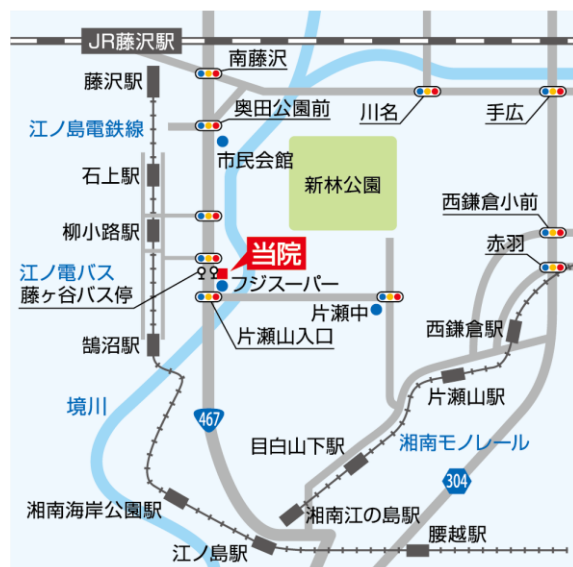 JR藤沢駅
藤沢駅
南藤沢
奥田公園前
川名
手広
江ノ島電鉄線
市民会館
石上駅
新林公園
西鎌倉小前
柳小路駅
赤羽
当院
江ノ電バス
藤ヶ谷バス停
フジスーパー
片瀬中
西鎌倉駅
鵠沼駅
片瀬山入口
片瀬山駅
境川
467
目白山下駅
湘南モノレール
304
湘南海岸公園駅
湘南江の島駅
江ノ島駅
腰越駅